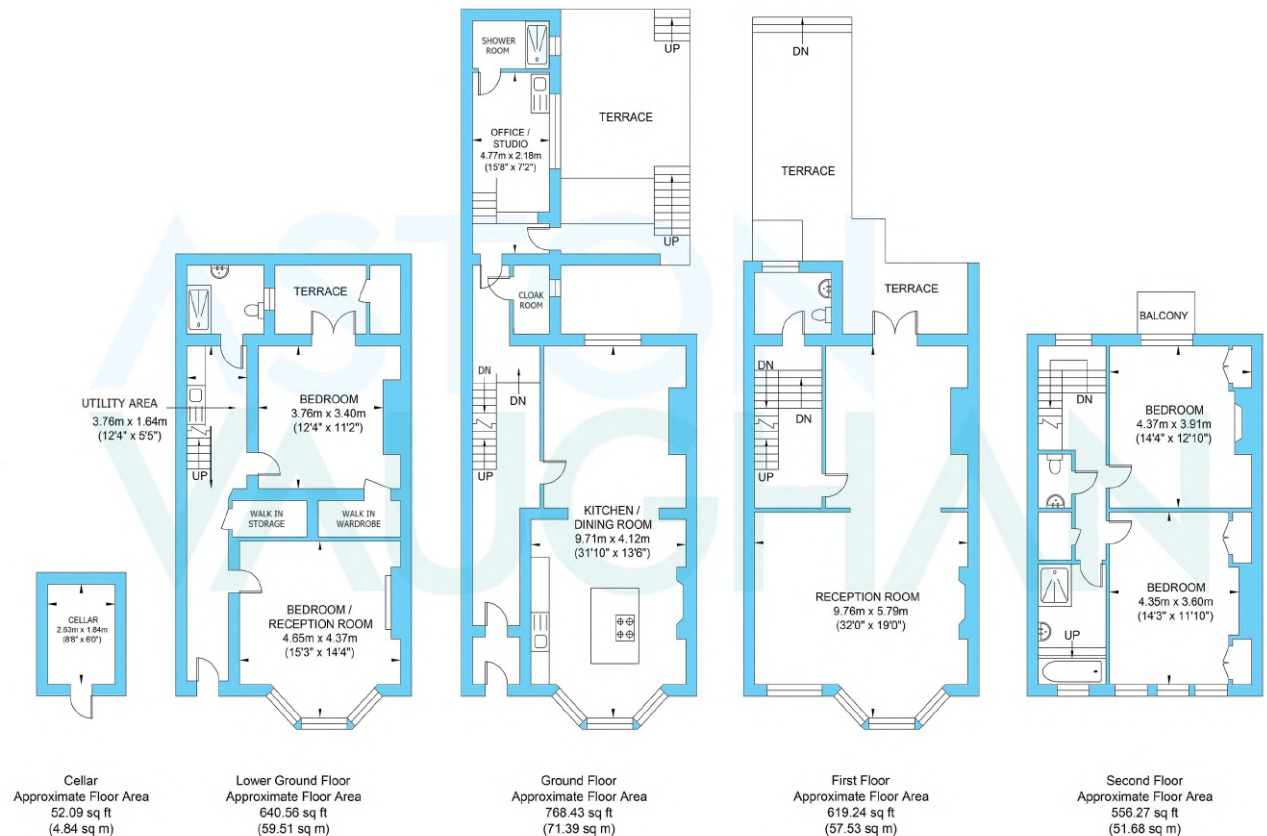 ASTON
VAUGHAN
CELLAR
2.63m x 1.84m
(8'8" x 6'0")
Cellar
Approximate Floor Area
52.09 sq ft
(4.84 sq m)
TERRACE
UTILITY AREA
3.76m x 1.64m
(12'4" x 5'5")
BEDROOM
3.76m x 3.40m
(12'4" x 11'2")
UP
WALK IN
STORAGE
WALK IN
WARDROBE
BEDROOM /
RECEPTION ROOM
4.65m x 4.37m
(15'3" x 14'4")
Lower Ground Floor
Approximate Floor Area
640.56 sq ft
(59.51 sq m)
SHOWER
ROOM
UP
TERRACE
OFFICE /
STUDIO
4.77m x 2.18m
(15'8" x 7'2")
UP
CLOAK
ROOM
DN
DN
UP
KITCHEN /
DINING ROOM
9.71m x 4.12m
(31'10" x 13'6")
Ground Floor
Approximate Floor Area
768.43 sq ft
(71.39 sq m)
DN
TERRACE
TERRACE
DN
DN
UP
RECEPTION ROOM
9.76m x 5.79m
(32'0" x 19'0")
First Floor
Approximate Floor Area
619.24 sq ft
(57.53 sq m)
BALCONY
DN
BEDROOM
4.37m x 3.91m
(14'4" x 12'10")
BEDROOM
4.35m x 3.60m
(14'3" x 11'10")
UP
Second Floor
Approximate Floor Area
556.27 sq ft
(51.68 sq m)